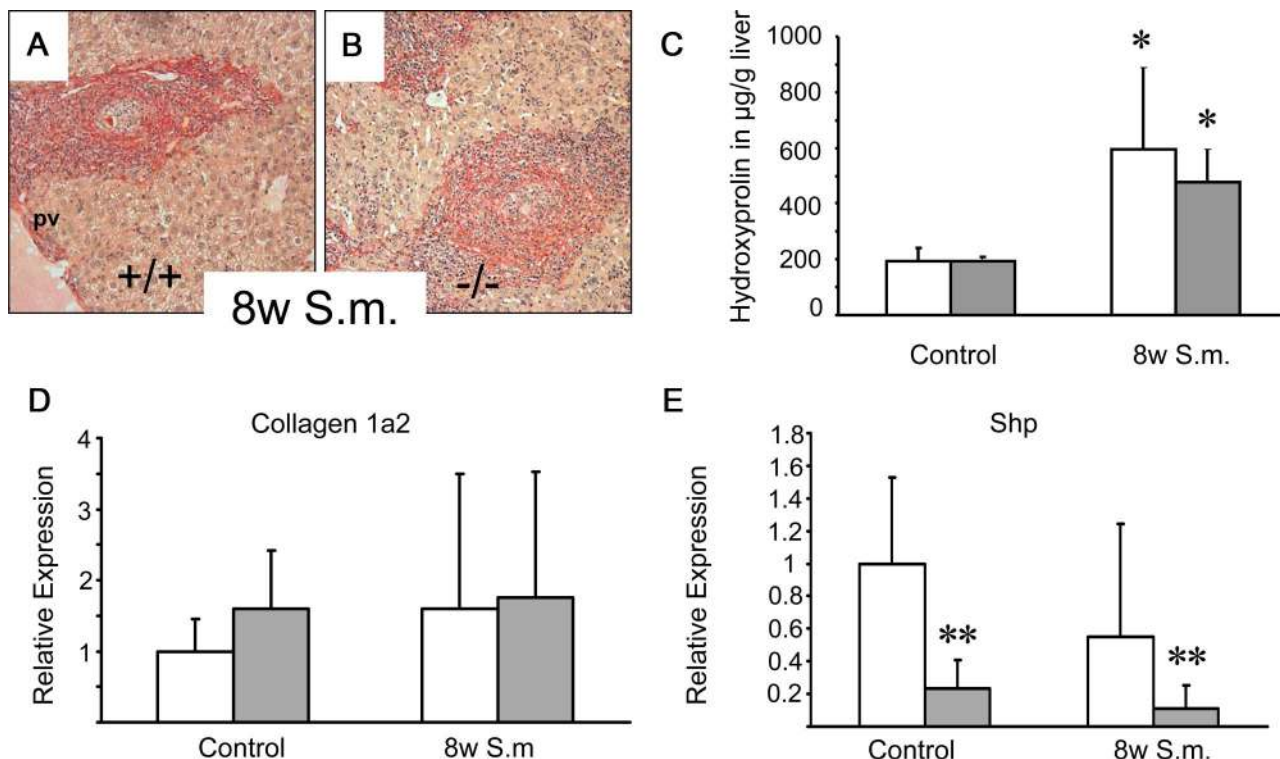 A
pv
+/+
B
-/-
8w S.m.
C
Hydroxyprolin in µg/g liver
1000
800
600
400
200
0
*
*
Control
8w S.m.
D
Collagen 1a2
Relative Expression
4
3
2
1
Control
8w S.m
E
Shp
Relative Expression
1.8
1.6
1.4
1.2
1
0.8
0.6
0.4
0.2
**
**
Control
8w S.m.